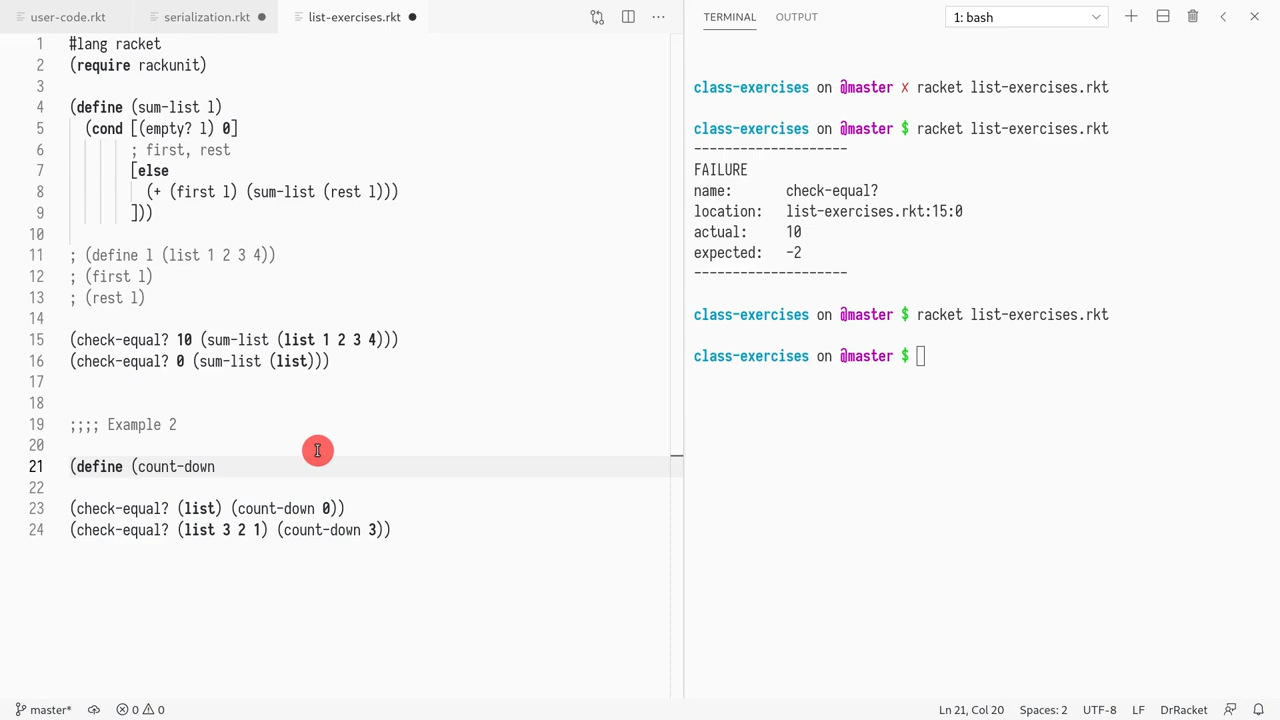 user-code.rkt
serialization.rkt
list-exercises.rkt
1 #lang racket
2 (require rackunit)
3
4 (define (sum-list l)
5 (cond [(empty? l) 0]
6 ; first, rest
7 [else
8 (+ (first l) (sum-list (rest l)))
9 ]))
10
11 ; (define l (list 1 2 3 4))
12 ; (first l)
13 ; (rest l)
14
15 (check-equal? 10 (sum-list (list 1 2 3 4)))
16 (check-equal? 0 (sum-list (list)))
17
18
19 ;;;; Example 2
20
21 (define (count-down
22
23 (check-equal? (list) (count-down 0))
24 (check-equal? (list 3 2 1) (count-down 3))
TERMINAL OUTPUT
1: bash
class-exercises on @master ✗ racket list-exercises.rkt
class-exercises on @master $ racket list-exercises.rkt
--------------------
FAILURE
name: check-equal?
location: list-exercises.rkt:15:0
actual: 10
expected: -2
--------------------
class-exercises on @master $ racket list-exercises.rkt
class-exercises on @master $
master* 0 0
Ln 21, Col 20 Spaces: 2 UTF-8 LF DrRacket